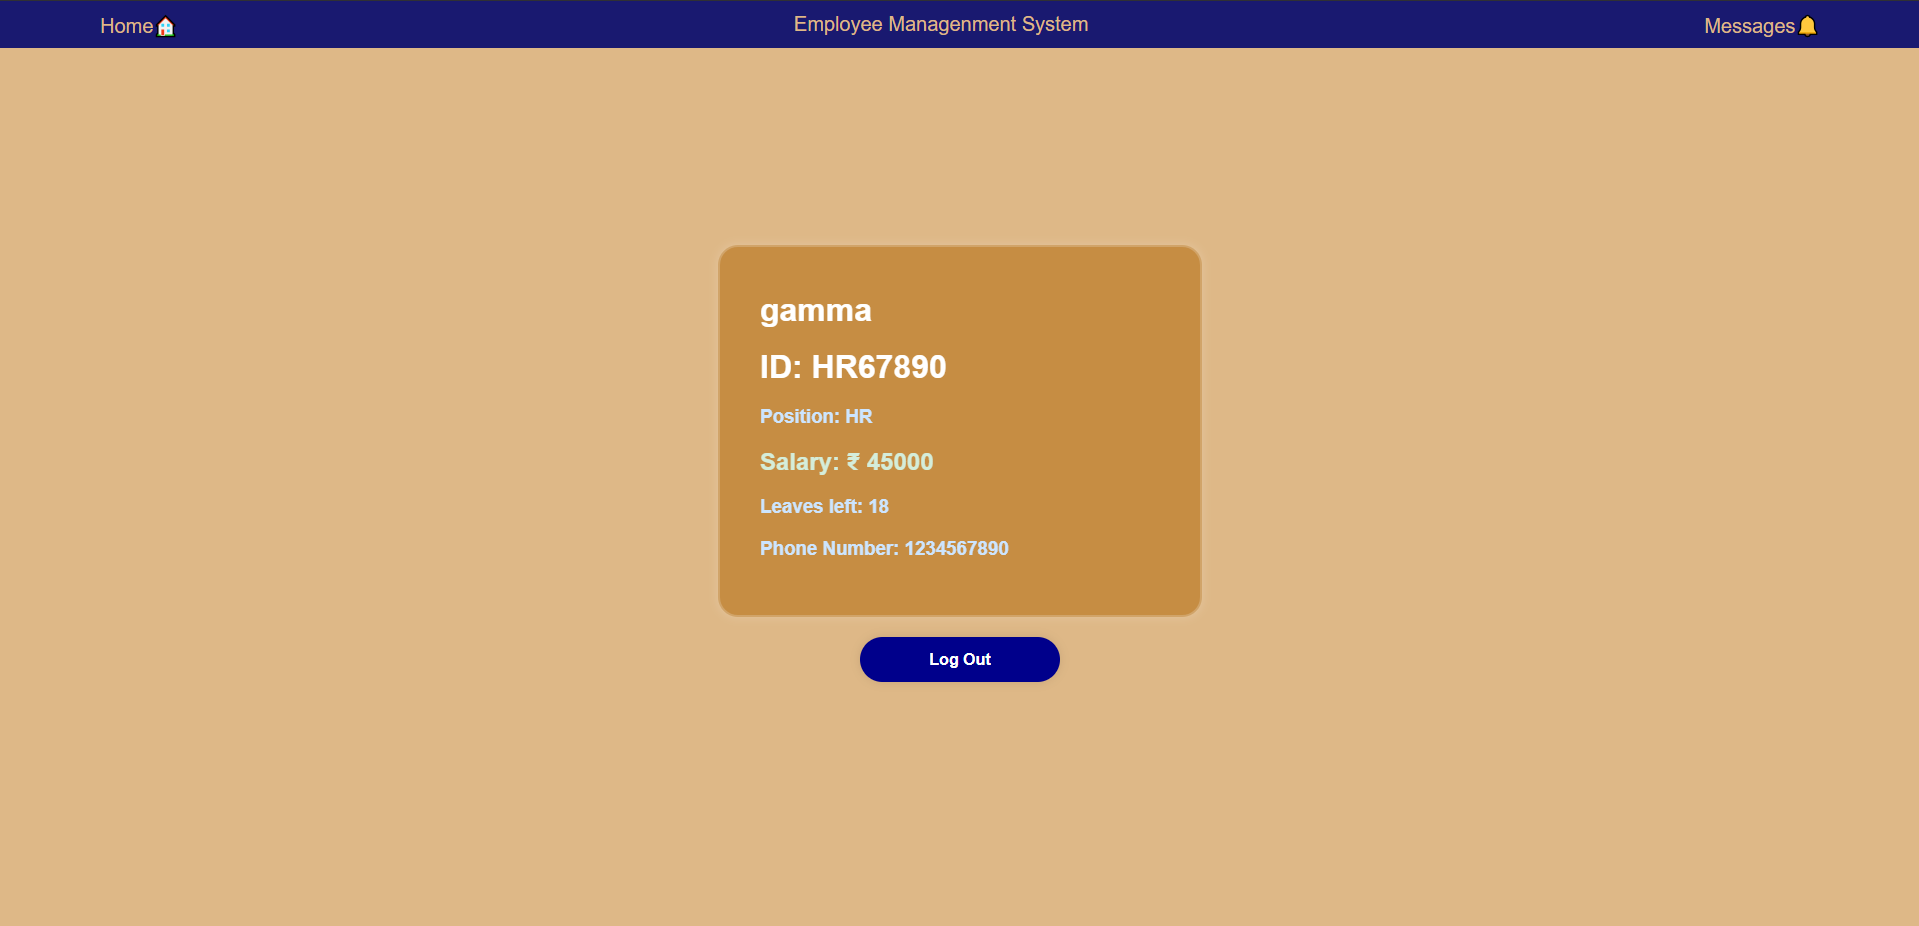 Home🏠
Employee Managenment System
Messages🔔
gamma
ID: HR67890
Position: HR
Salary: ₹ 45000
Leaves left: 18
Phone Number: 1234567890
Log Out